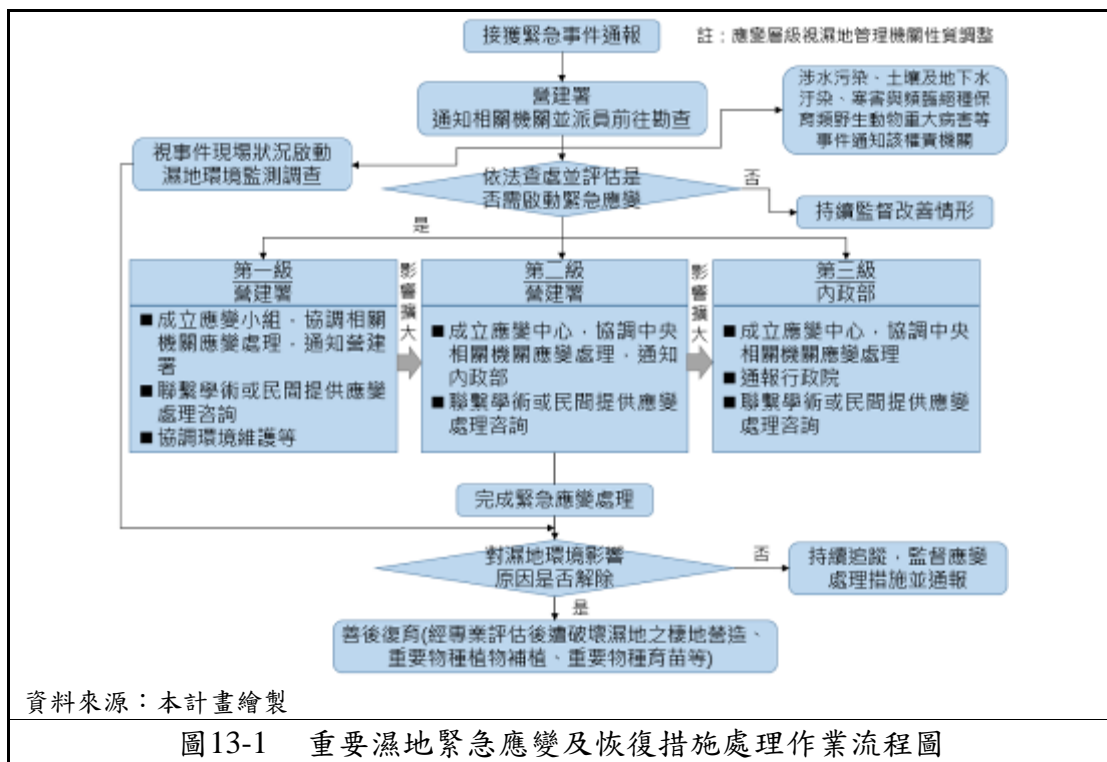 接獲緊急事件通報
註：應變層級視濕地管理機關性質調整
營建署
通知相關機關並派員前往勘查
涉水污染、土壤及地下水
汙染、寒害與瀕臨絕種保
育類野生動物重大病害等
事件通知該權責機關
視事件現場狀況啟動
濕地環境監測調查
依法查處並評估是
否需啟動緊急應變
否
持續監督改善情形
是
第一級
營建署
■成立應變小組，協調相關
機關應變處理，通知營建
署
■聯繫學術或民間提供應變
處理咨詢
■協調環境維護等
影響擴大
第二級
營建署
■成立應變中心，協調中央
相關機關應變處理，通知
內政部
■聯繫學術或民間提供應變
處理咨詢
影響擴大
第三級
內政部
■成立應變中心，協調中央
相關機關應變處理
■通報行政院
■聯繫學術或民間提供應變
處理咨詢
完成緊急應變處理
對濕地環境影響
原因是否解除
否
持續追蹤，監督應變
處理措施並通報
是
善後復育(經專業評估後遭破壞濕地之棲地營造、
重要物種植物補植、重要物種育苗等)
資料來源：本計畫繪製
圖13-1 重要濕地緊急應變及恢復措施處理作業流程圖